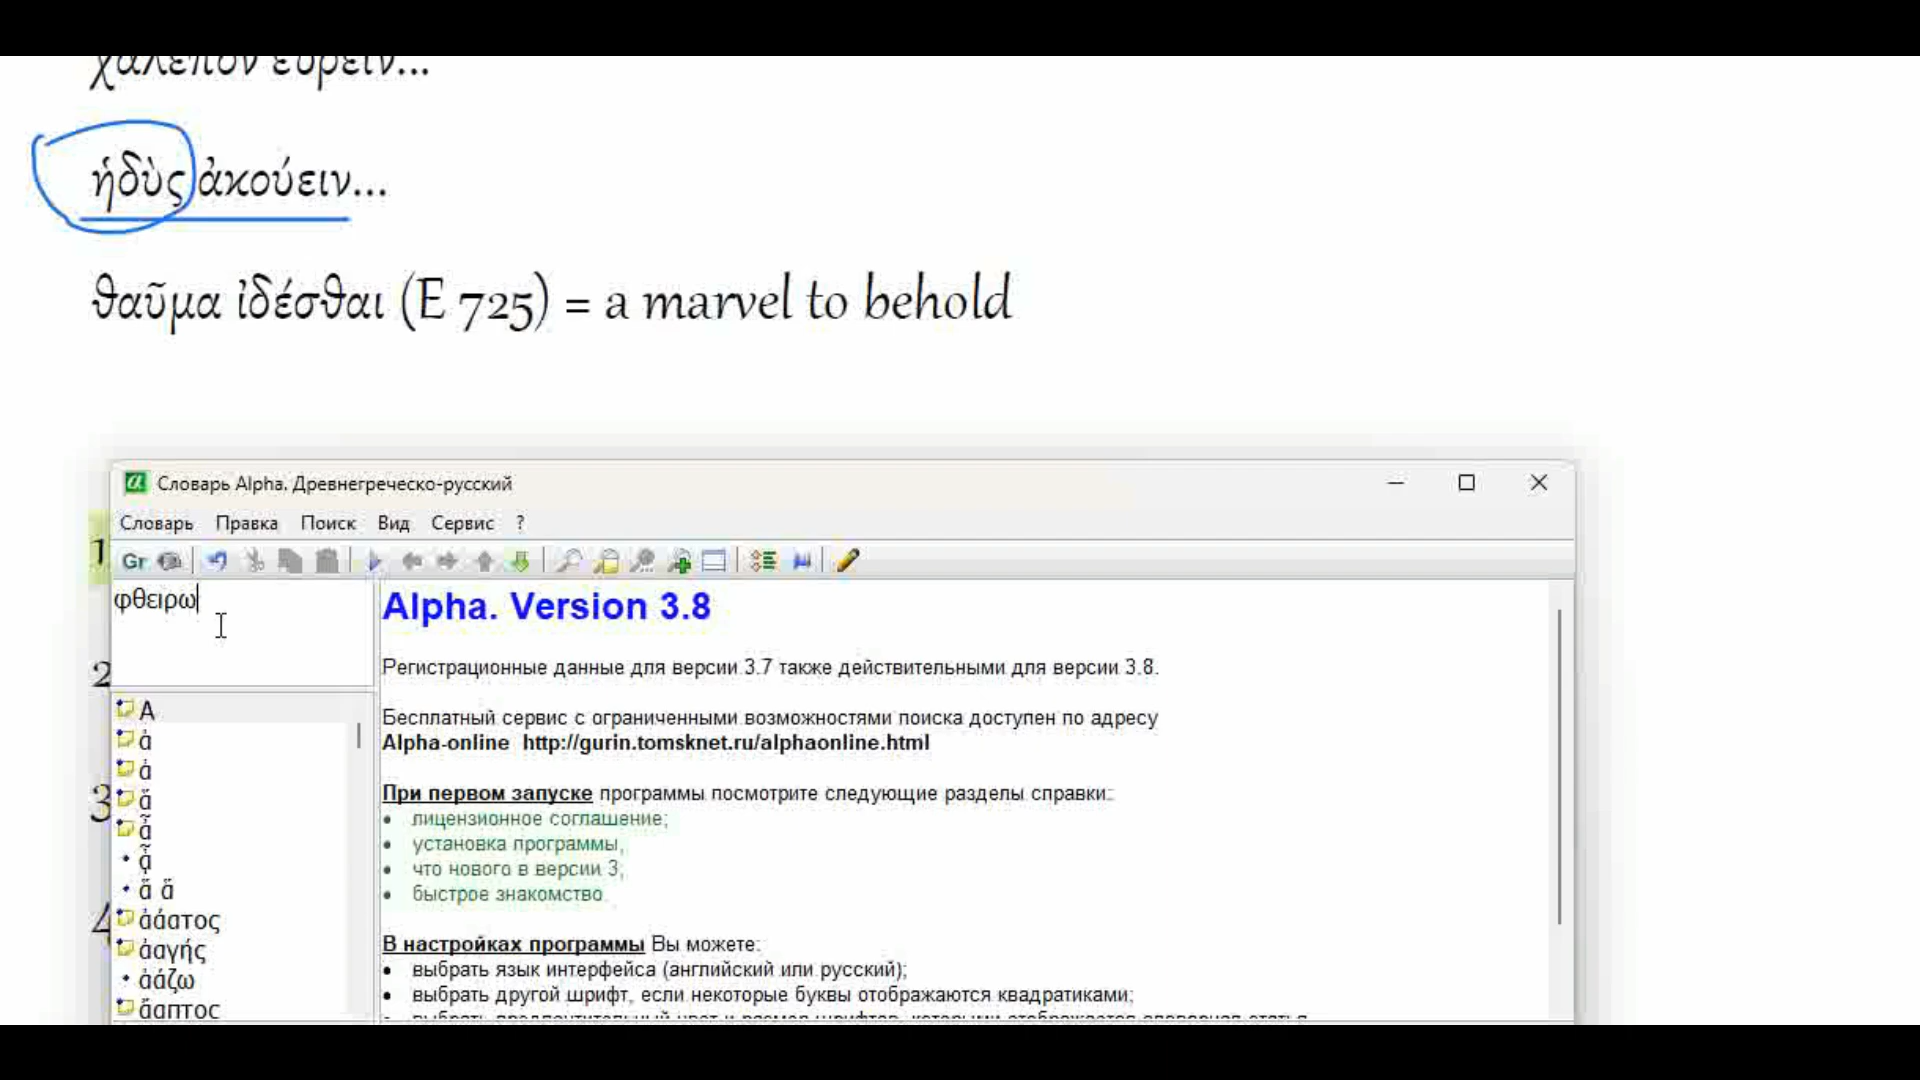 χαλεπὸν εὑρεῖν...
ἡδὺς ἀκούειν...
θαῦμα ἰδέσθαι (E 725) = a marvel to behold
Словарь Alpha. Древнегреческо-русский
Словарь Правка Поиск Вид Сервис ?
1
Gr
φθειρω
Alpha. Version 3.8
Регистрационные данные для версии 3.7 также действительными для версии 3.8.
2
Α
Бесплатный сервис с ограниченными возможностями поиска доступен по адресу
ἀ
Alpha-online http://gurin.tomsknet.ru/alphaonline.html
ἁ
3
ἄ
При первом запуске программы посмотрите следующие разделы справки:
• лицензионное соглашение;
ἆ
• установка программы;
ᾇ
• что нового в версии 3;
ἃ ἅ
• быстрое знакомство.
4
ἀάατος
ἀαγής
В настройках программы Вы можете:
• выбрать язык интерфейса (английский или русский);
ἀάζω
• выбрать другой шрифт, если некоторые буквы отображаются квадратиками;
ἄαπτος